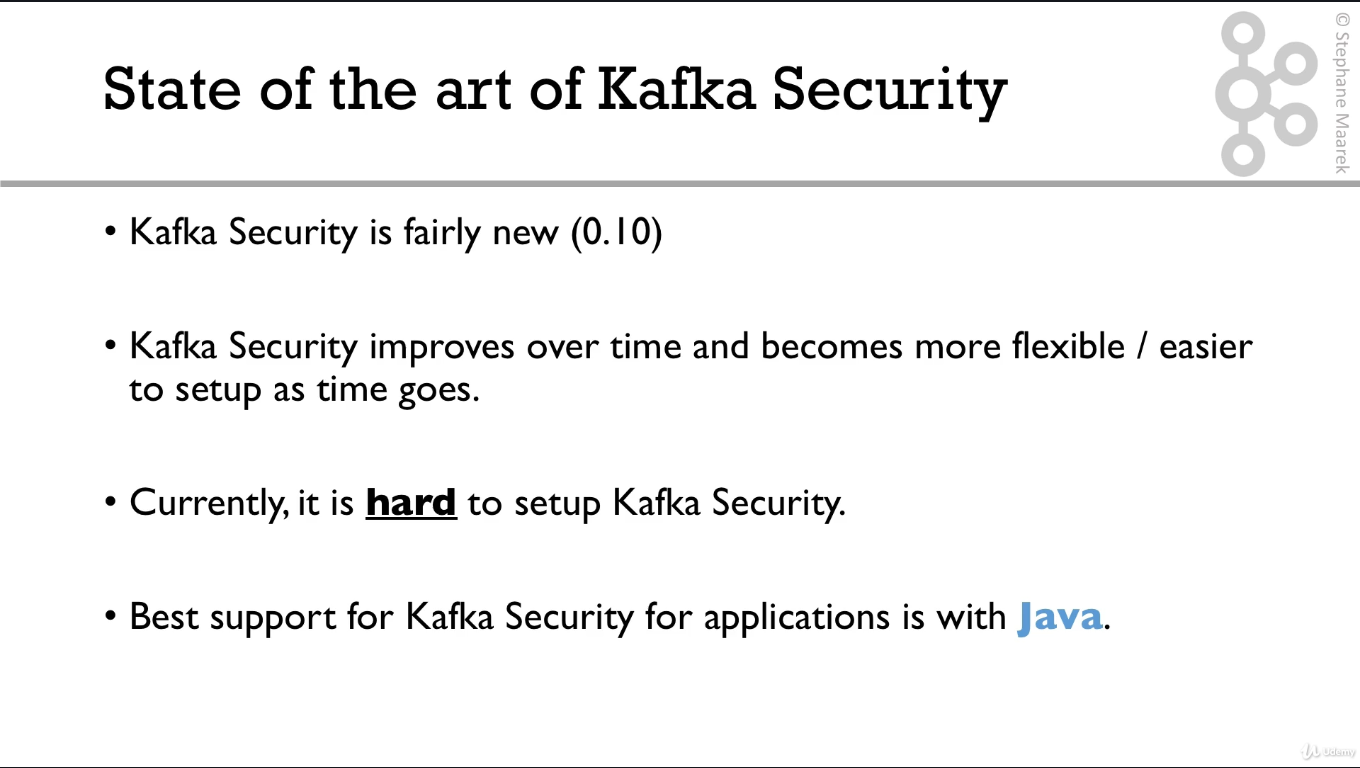 State of the art of Kafka Security
© Stephane Maarek
• Kafka Security is fairly new (0.10)
• Kafka Security improves over time and becomes more flexible / easier
to setup as time goes.
• Currently, it is hard to setup Kafka Security.
• Best support for Kafka Security for applications is with Java.
Udemy